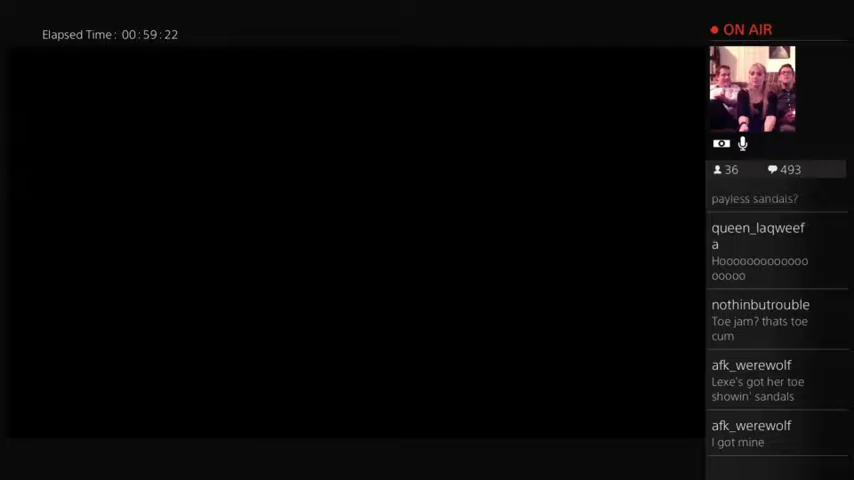 Elapsed Time: 00:59:22
ON AIR
36 493
payless sandals?
queen_laqweef
a
Hooooooooooooo
ooooo
nothinbutrouble
Toe jam? thats toe
cum
afk_werewolf
Lexe's got her toe
showin' sandals
afk_werewolf
I got mine